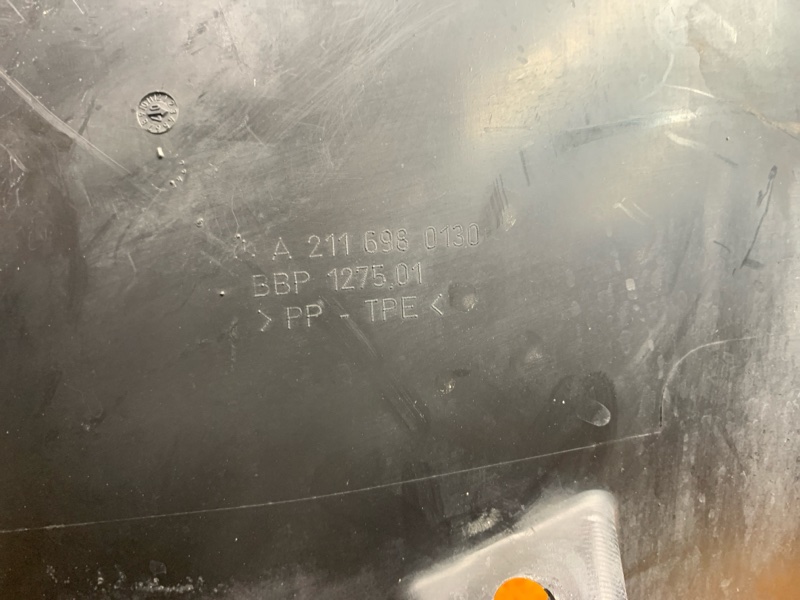 A 211 698 0130
BBP 1275.01
>PP - TPE<